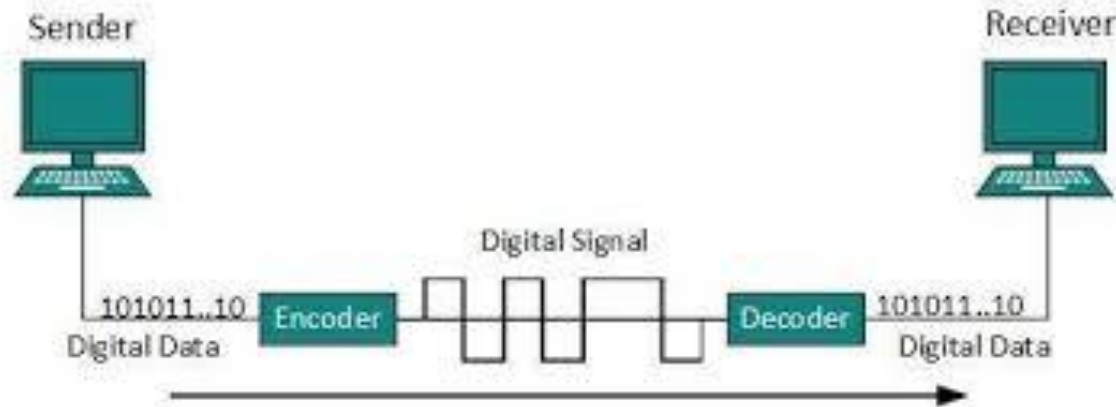 Sender
Receiver
Digital Signal
101011..10
Encoder
Decoder
101011..10
Digital Data
Digital Data